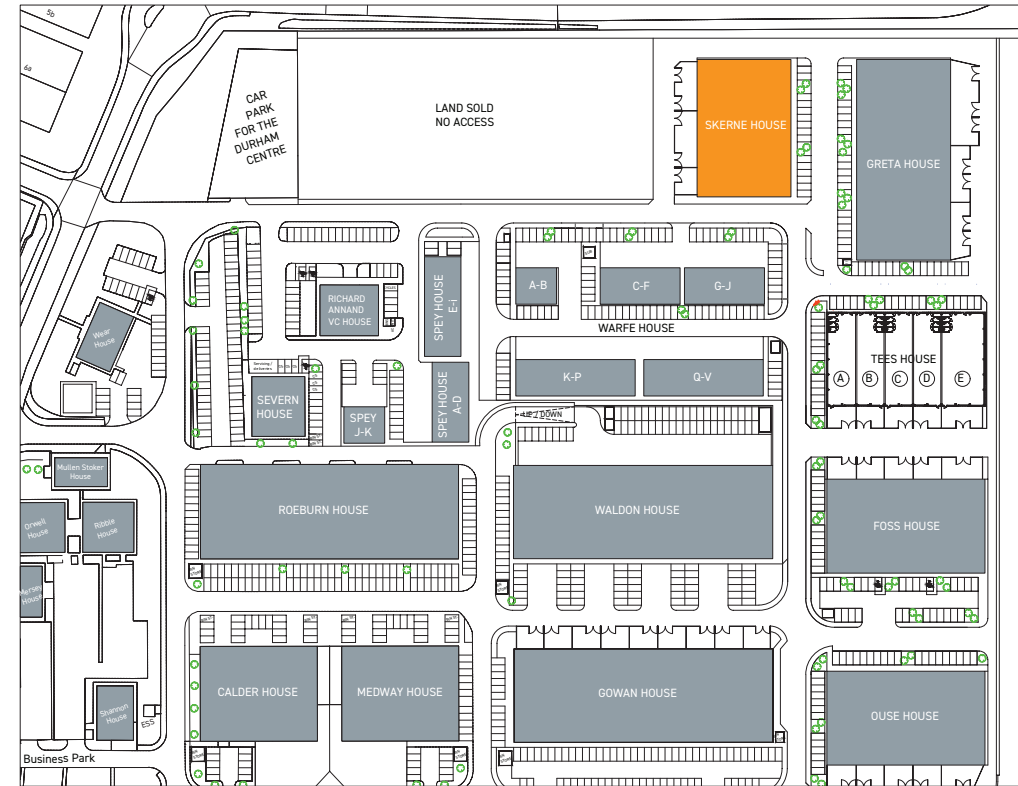 5b
6a
CAR
PARK
FOR THE
DURHAM
CENTRE
LAND SOLD
NO ACCESS
SKERNE HOUSE
GRETA HOUSE
Wear
House
RICHARD
ANNAND
VC HOUSE
SPEY HOUSE
E-i
A-B
C-F
G-J
WARFE HOUSE
K-P
Q-V
TEES HOUSE
A
B
C
D
E
Servicing/
deliveries
SEVERN
HOUSE
SPEY
J-K
SPEY HOUSE
A-D
UP / DOWN
Mullen Stoker
House
Orwell
House
Ribble
House
Mersey
House
ROEBURN HOUSE
WALDON HOUSE
FOSS HOUSE
CALDER HOUSE
MEDWAY HOUSE
GOWAN HOUSE
OUSE HOUSE
Shannon
House
ESS
Business Park